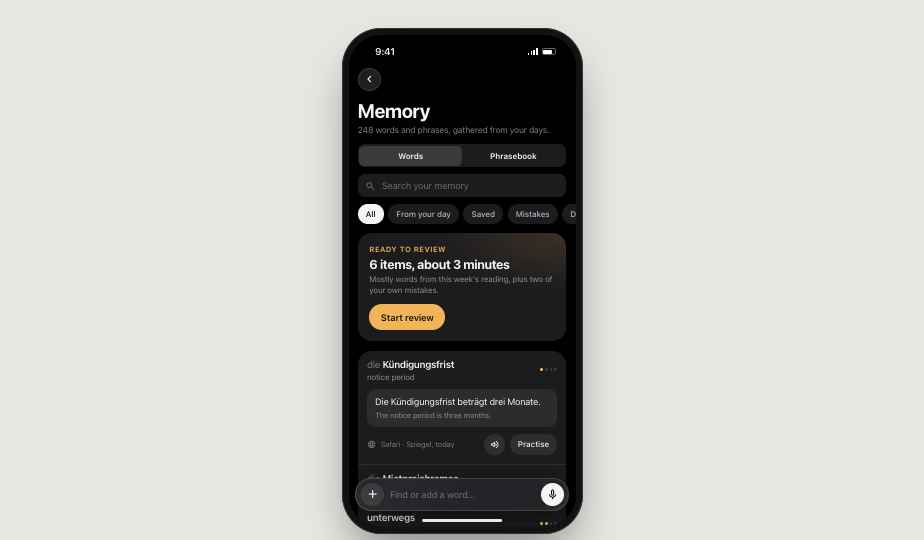 9:41
Memory
248 words and phrases, gathered from your days.
Words
Phrasebook
Search your memory
All
From your day
Saved
Mistakes
D
READY TO REVIEW
6 items, about 3 minutes
Mostly words from this week's reading, plus two of
your own mistakes.
Start review
die Kündigungsfrist
notice period
Die Kündigungsfrist beträgt drei Monate.
The notice period is three months.
Safari · Spiegel, today
Practise
Find or add a word...
unterwegs